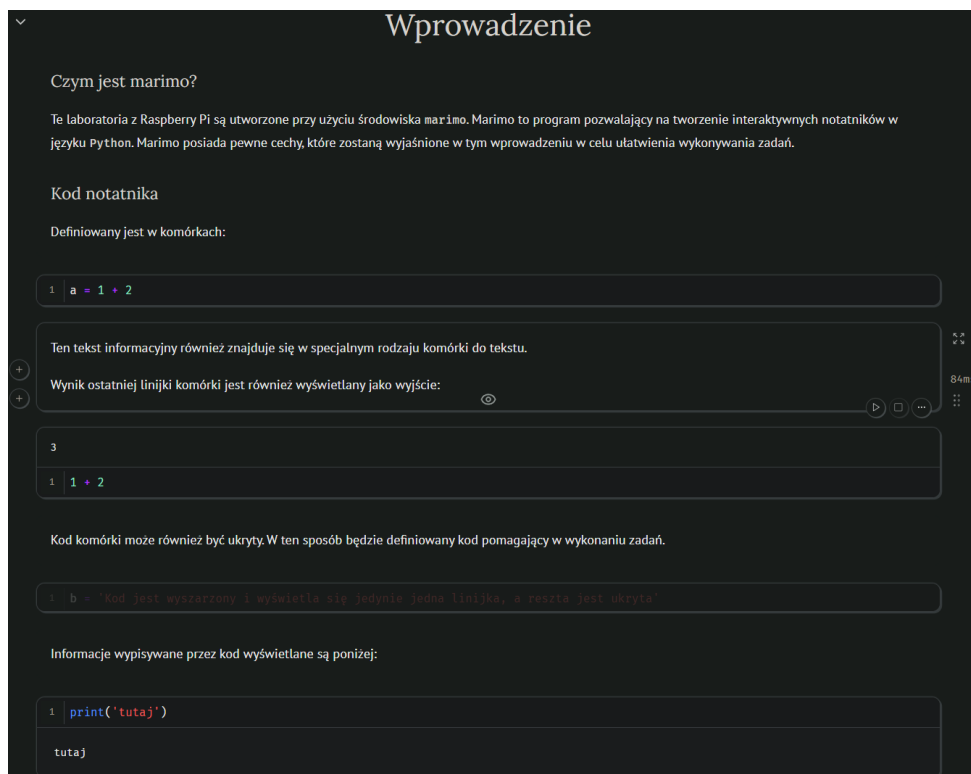 Wprowadzenie
Czym jest marimo?
Te laboratoria z Raspberry Pi są utworzone przy użyciu środowiska marimo. Marimo to program pozwalający na tworzenie interaktywnych notatników w
języku Python. Marimo posiada pewne cechy, które zostaną wyjaśnione w tym wprowadzeniu w celu ułatwienia wykonywania zadań.
Kod notatnika
Definiowany jest w komórkach:
1 a = 1 + 2
Ten tekst informacyjny również znajduje się w specjalnym rodzaju komórki do tekstu.
Wynik ostatniej linijki komórki jest również wyświetlany jako wyjście:
84m
3
1 1 + 2
Kod komórki może również być ukryty. W ten sposób będzie definiowany kod pomagający w wykonaniu zadań.
1 b = 'Kod jest wyszarzony i wyświetla się jedynie jedna linijka, a reszta jest ukryta'
Informacje wypisywane przez kod wyświetlane są poniżej:
1 print('tutaj')
tutaj